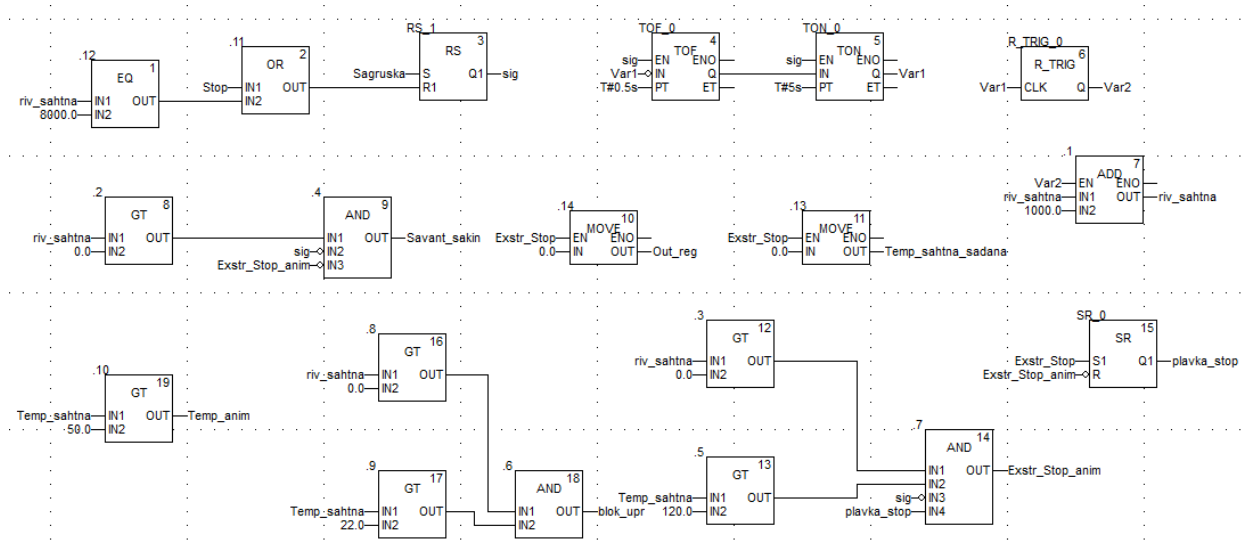 .12
EQ 1
riv_sahtna IN1 OUT
8000.0 IN2
.11
OR 2
Stop IN1 OUT
IN2
RS_1
RS 3
Sagruska S Q1 sig
R1
TOF_0
TOF 4
sig EN ENO
Var1 IN Q
T#0.5s PT ET
TON_0
TON 5
sig EN ENO
IN Q Var1
T#5s PT ET
R_TRIG_0
R_TRIG 6
Var1 CLK Q Var2
.1
ADD 7
Var2 EN ENO
riv_sahtna IN1 OUT riv_sahtna
1000.0 IN2
.2
GT 8
riv_sahtna IN1 OUT
0.0 IN2
.4
AND 9
IN1 OUT Savant_sakin
sig IN2
Exstr_Stop_anim IN3
.14
MOVE 10
Exstr_Stop EN ENO
0.0 IN OUT Out_reg
.13
MOVE 11
Exstr_Stop EN ENO
0.0 IN OUT Temp_sahtna_sadana
.10
GT 19
Temp_sahtna IN1 OUT Temp_anim
50.0 IN2
.8
GT 16
riv_sahtna IN1 OUT
0.0 IN2
.9
GT 17
Temp_sahtna IN1 OUT
22.0 IN2
.6
AND 18
IN1 OUT blok_upr
IN2
.3
GT 12
riv_sahtna IN1 OUT
0.0 IN2
.5
GT 13
Temp_sahtna IN1 OUT
120.0 IN2
SR_0
SR 15
Exstr_Stop S1 Q1 plavka_stop
Exstr_Stop_anim R
.7
AND 14
IN1 OUT Exstr_Stop_anim
IN2
sig IN3
plavka_stop IN4